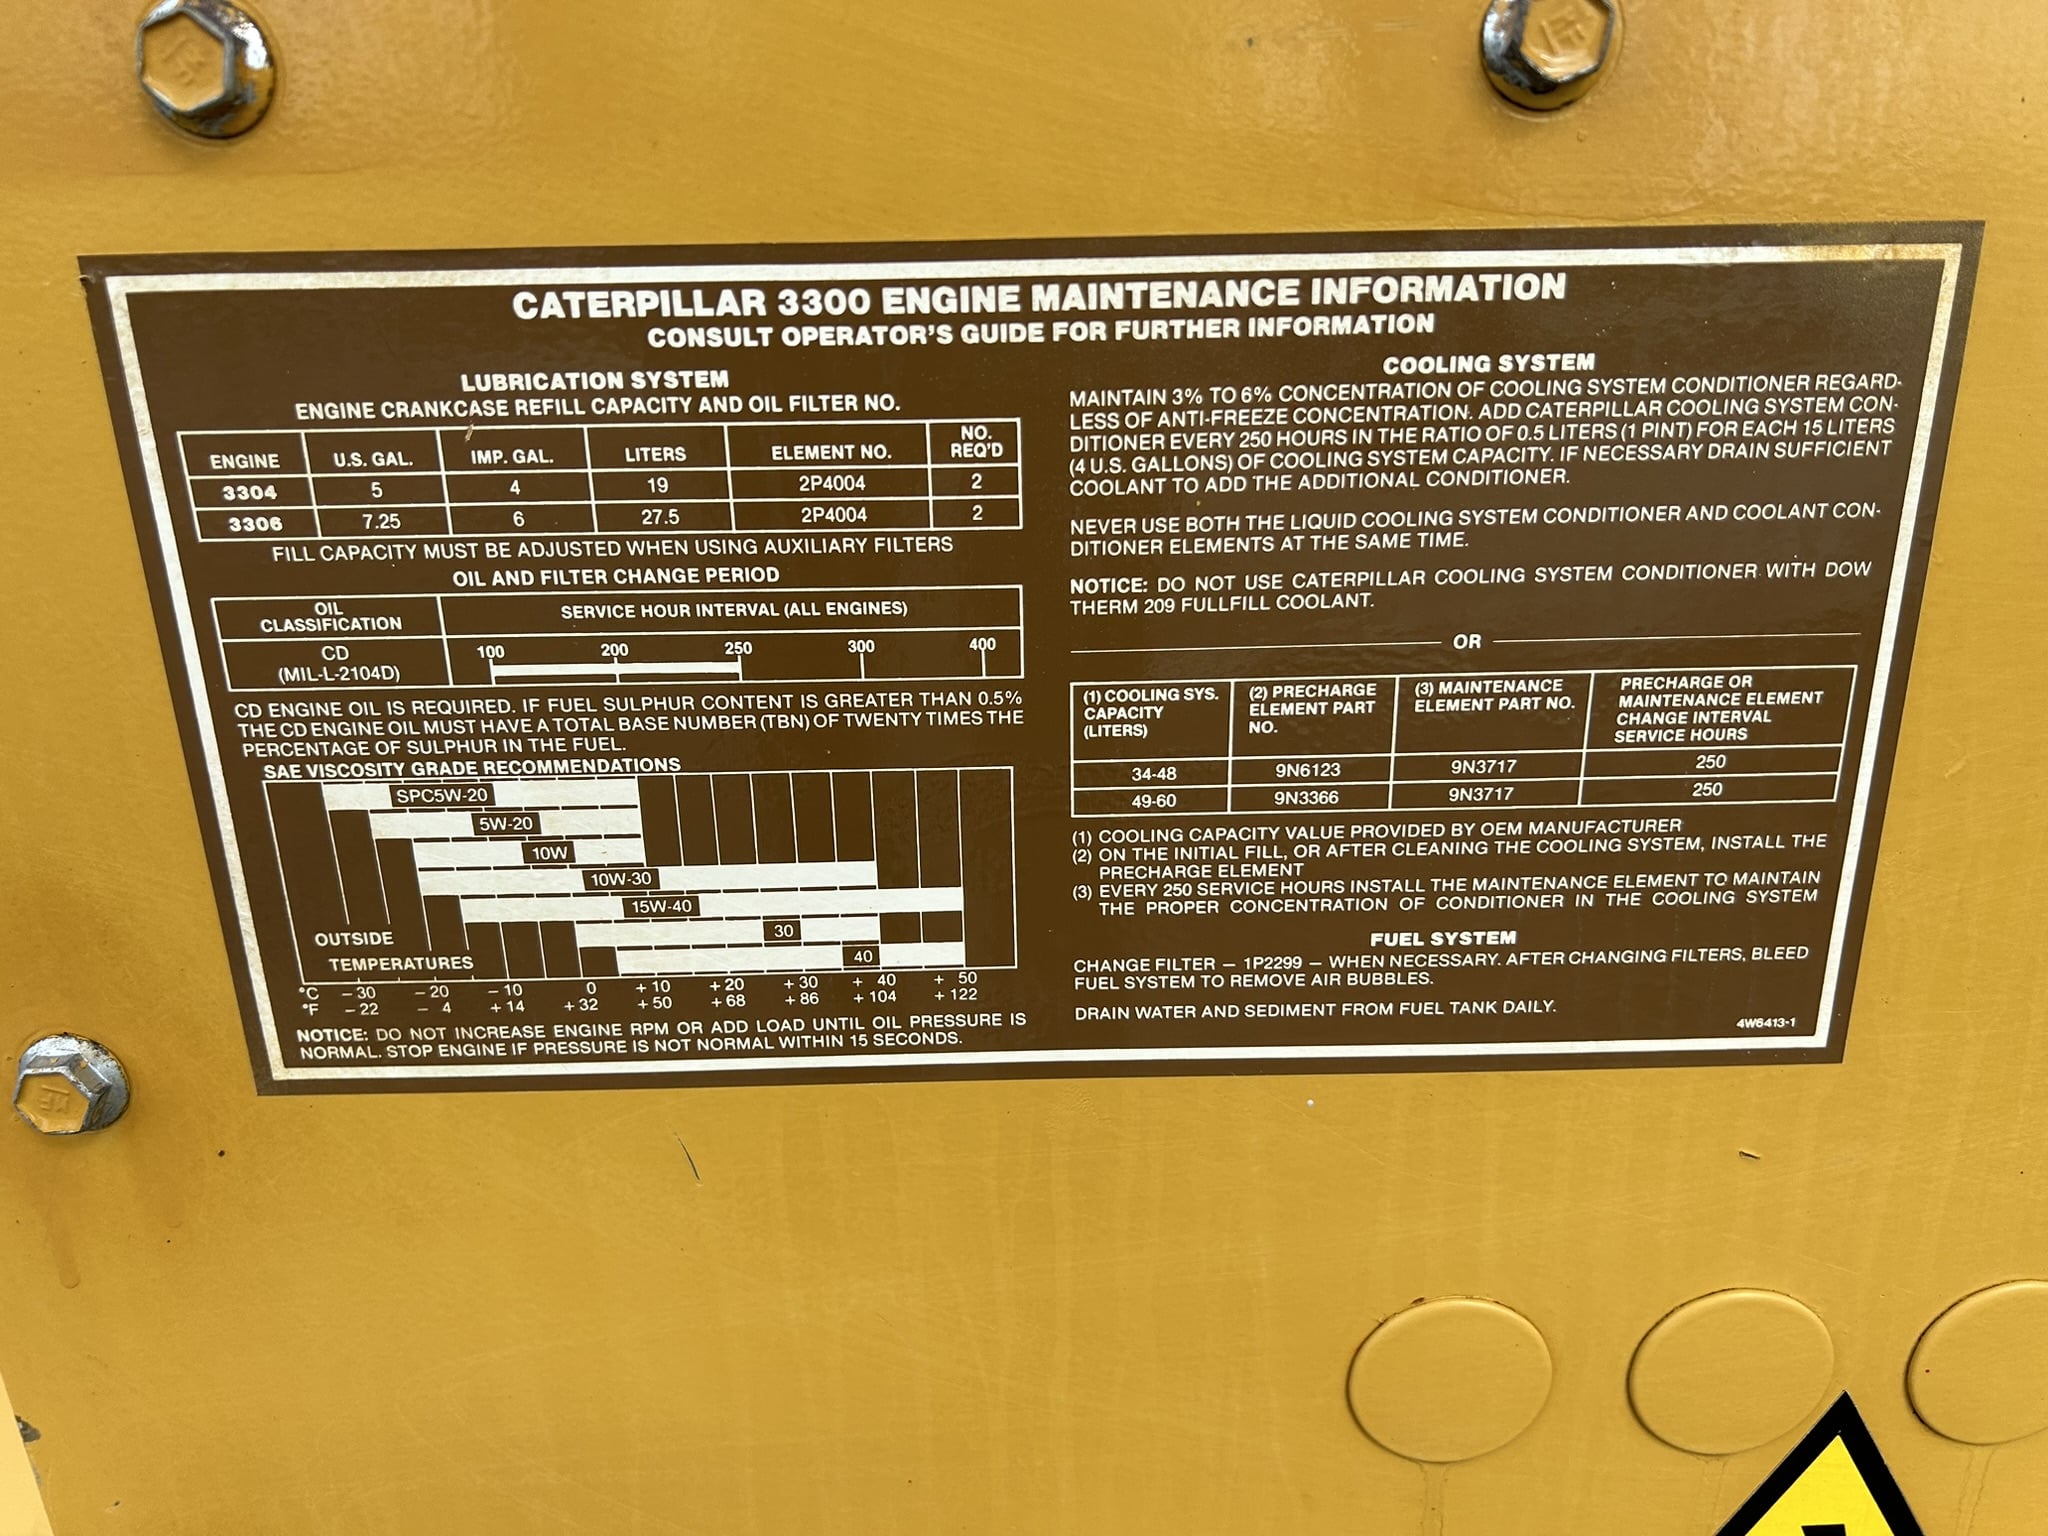 CATERPILLAR 3300 ENGINE MAINTENANCE INFORMATION
CONSULT OPERATOR'S GUIDE FOR FURTHER INFORMATION
LUBRICATION SYSTEM
ENGINE CRANKCASE REFILL CAPACITY AND OIL FILTER NO.
ENGINE U.S. GAL. IMP. GAL. LITERS ELEMENT NO. NO. REQ'D
3304 5 4 19 2P4004 2
3306 7.25 6 27.5 2P4004 2
FILL CAPACITY MUST BE ADJUSTED WHEN USING AUXILIARY FILTERS
OIL AND FILTER CHANGE PERIOD
OIL CLASSIFICATION SERVICE HOUR INTERVAL (ALL ENGINES)
CD (MIL-L-2104D) 100 200 250 300 400
CD ENGINE OIL IS REQUIRED. IF FUEL SULPHUR CONTENT IS GREATER THAN 0.5%
THE CD ENGINE OIL MUST HAVE A TOTAL BASE NUMBER (TBN) OF TWENTY TIMES THE
PERCENTAGE OF SULPHUR IN THE FUEL.
SAE VISCOSITY GRADE RECOMMENDATIONS
SPC5W-20
5W-20
10W
10W-30
15W-40
30
40
OUTSIDE
TEMPERATURES
°C – 30 – 20 – 10 0 + 10 + 20 + 30 + 40 + 50
°F – 22 – 4 + 14 + 32 + 50 + 68 + 86 + 104 + 122
NOTICE: DO NOT INCREASE ENGINE RPM OR ADD LOAD UNTIL OIL PRESSURE IS
NORMAL. STOP ENGINE IF PRESSURE IS NOT NORMAL WITHIN 15 SECONDS.
COOLING SYSTEM
MAINTAIN 3% TO 6% CONCENTRATION OF COOLING SYSTEM CONDITIONER REGARD-
LESS OF ANTI-FREEZE CONCENTRATION. ADD CATERPILLAR COOLING SYSTEM CON-
DITIONER EVERY 250 HOURS IN THE RATIO OF 0.5 LITERS (1 PINT) FOR EACH 15 LITERS
(4 U.S. GALLONS) OF COOLING SYSTEM CAPACITY. IF NECESSARY DRAIN SUFFICIENT
COOLANT TO ADD THE ADDITIONAL CONDITIONER.
NEVER USE BOTH THE LIQUID COOLING SYSTEM CONDITIONER AND COOLANT CON-
DITIONER ELEMENTS AT THE SAME TIME.
NOTICE: DO NOT USE CATERPILLAR COOLING SYSTEM CONDITIONER WITH DOW
THERM 209 FULLFILL COOLANT.
OR
(1) COOLING SYS. CAPACITY (LITERS) (2) PRECHARGE ELEMENT PART NO. (3) MAINTENANCE ELEMENT PART NO. PRECHARGE OR MAINTENANCE ELEMENT CHANGE INTERVAL SERVICE HOURS
34-48 9N6123 9N3717 250
49-60 9N3366 9N3717 250
(1) COOLING CAPACITY VALUE PROVIDED BY OEM MANUFACTURER
(2) ON THE INITIAL FILL, OR AFTER CLEANING THE COOLING SYSTEM, INSTALL THE
PRECHARGE ELEMENT
(3) EVERY 250 SERVICE HOURS INSTALL THE MAINTENANCE ELEMENT TO MAINTAIN
THE PROPER CONCENTRATION OF CONDITIONER IN THE COOLING SYSTEM
FUEL SYSTEM
CHANGE FILTER – 1P2299 – WHEN NECESSARY. AFTER CHANGING FILTERS, BLEED
FUEL SYSTEM TO REMOVE AIR BUBBLES.
DRAIN WATER AND SEDIMENT FROM FUEL TANK DAILY.
4W6413-1